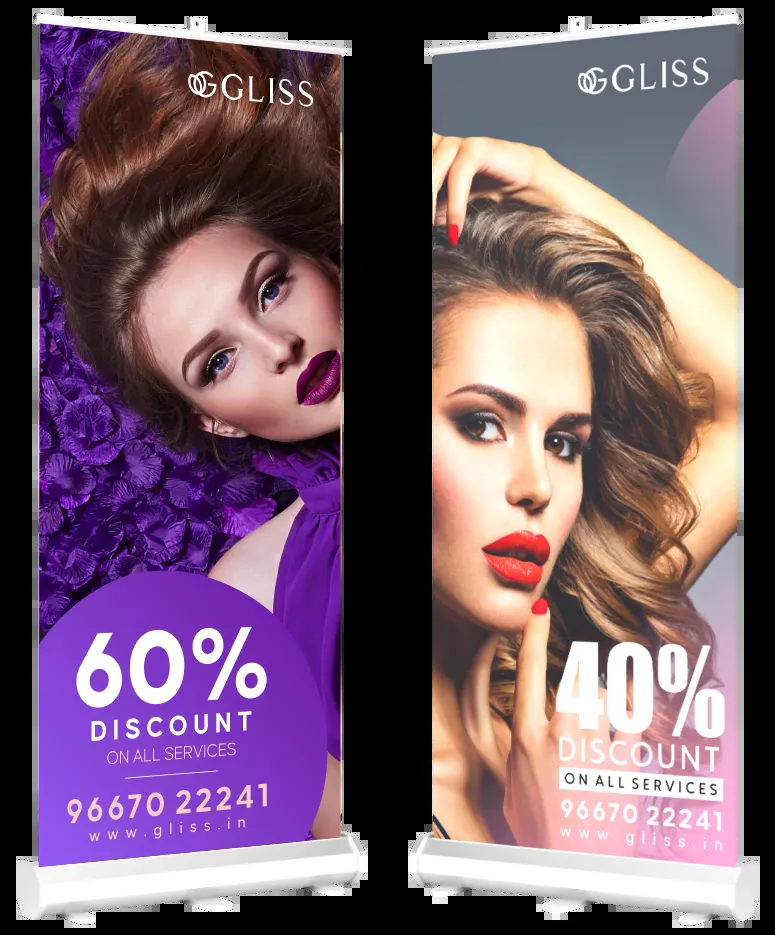 GLISS
60%
DISCOUNT
ON ALL SERVICES
96670 22241
www.gliss.in
GLISS
40%
DISCOUNT
ON ALL SERVICES
96670 22241
www.gliss.in